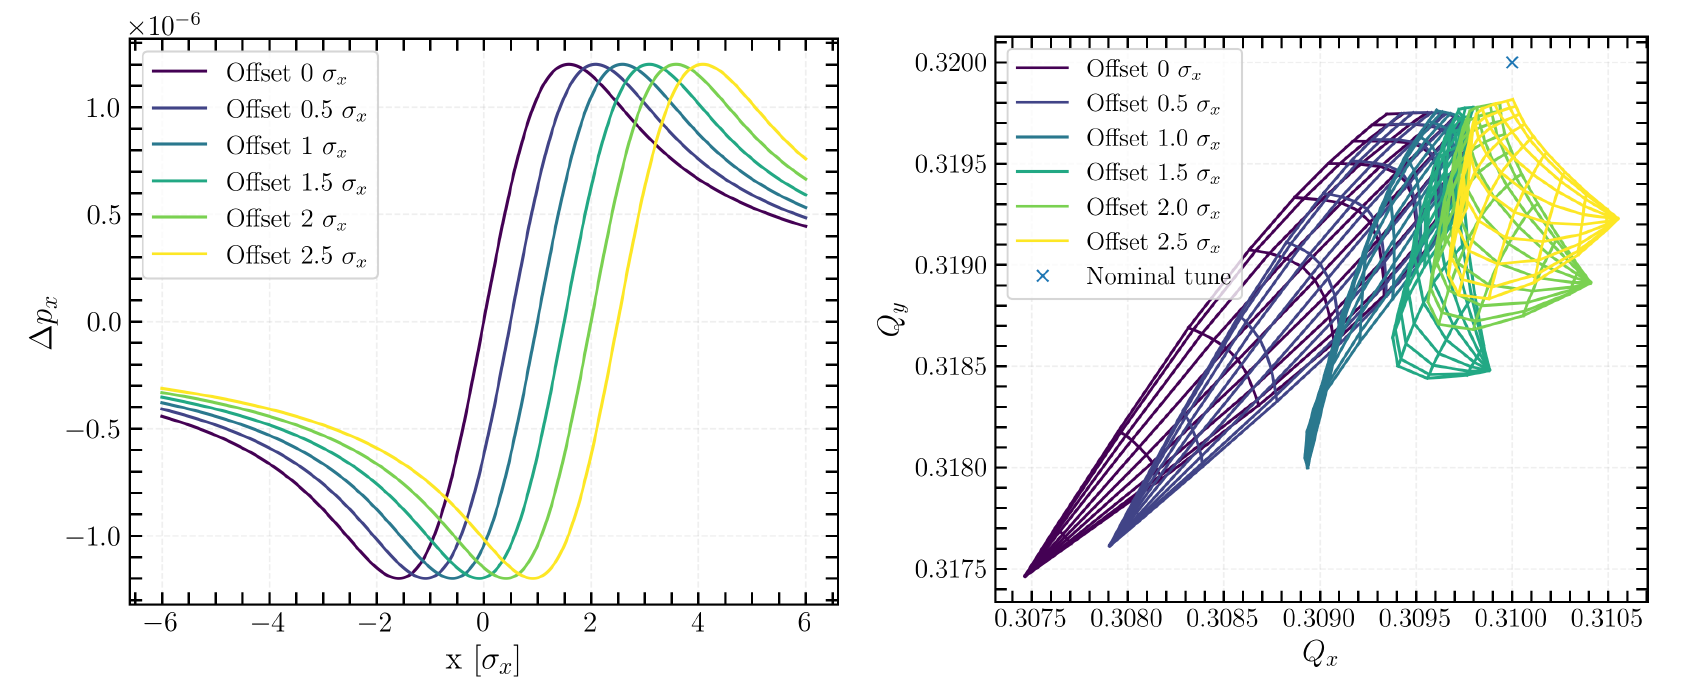 ×10⁻⁶
Offset 0 σₓ
Offset 0.5 σₓ
Offset 1 σₓ
Offset 1.5 σₓ
Offset 2 σₓ
Offset 2.5 σₓ
1.0
0.5
0.0
−0.5
−1.0
Δpₓ
−6 −4 −2 0 2 4 6
x [σₓ]
Offset 0 σₓ
Offset 0.5 σₓ
Offset 1.0 σₓ
Offset 1.5 σₓ
Offset 2.0 σₓ
Offset 2.5 σₓ
Nominal tune
0.3200
0.3195
0.3190
0.3185
0.3180
0.3175
Q_y
0.3075 0.3080 0.3085 0.3090 0.3095 0.3100 0.3105
Qₓ